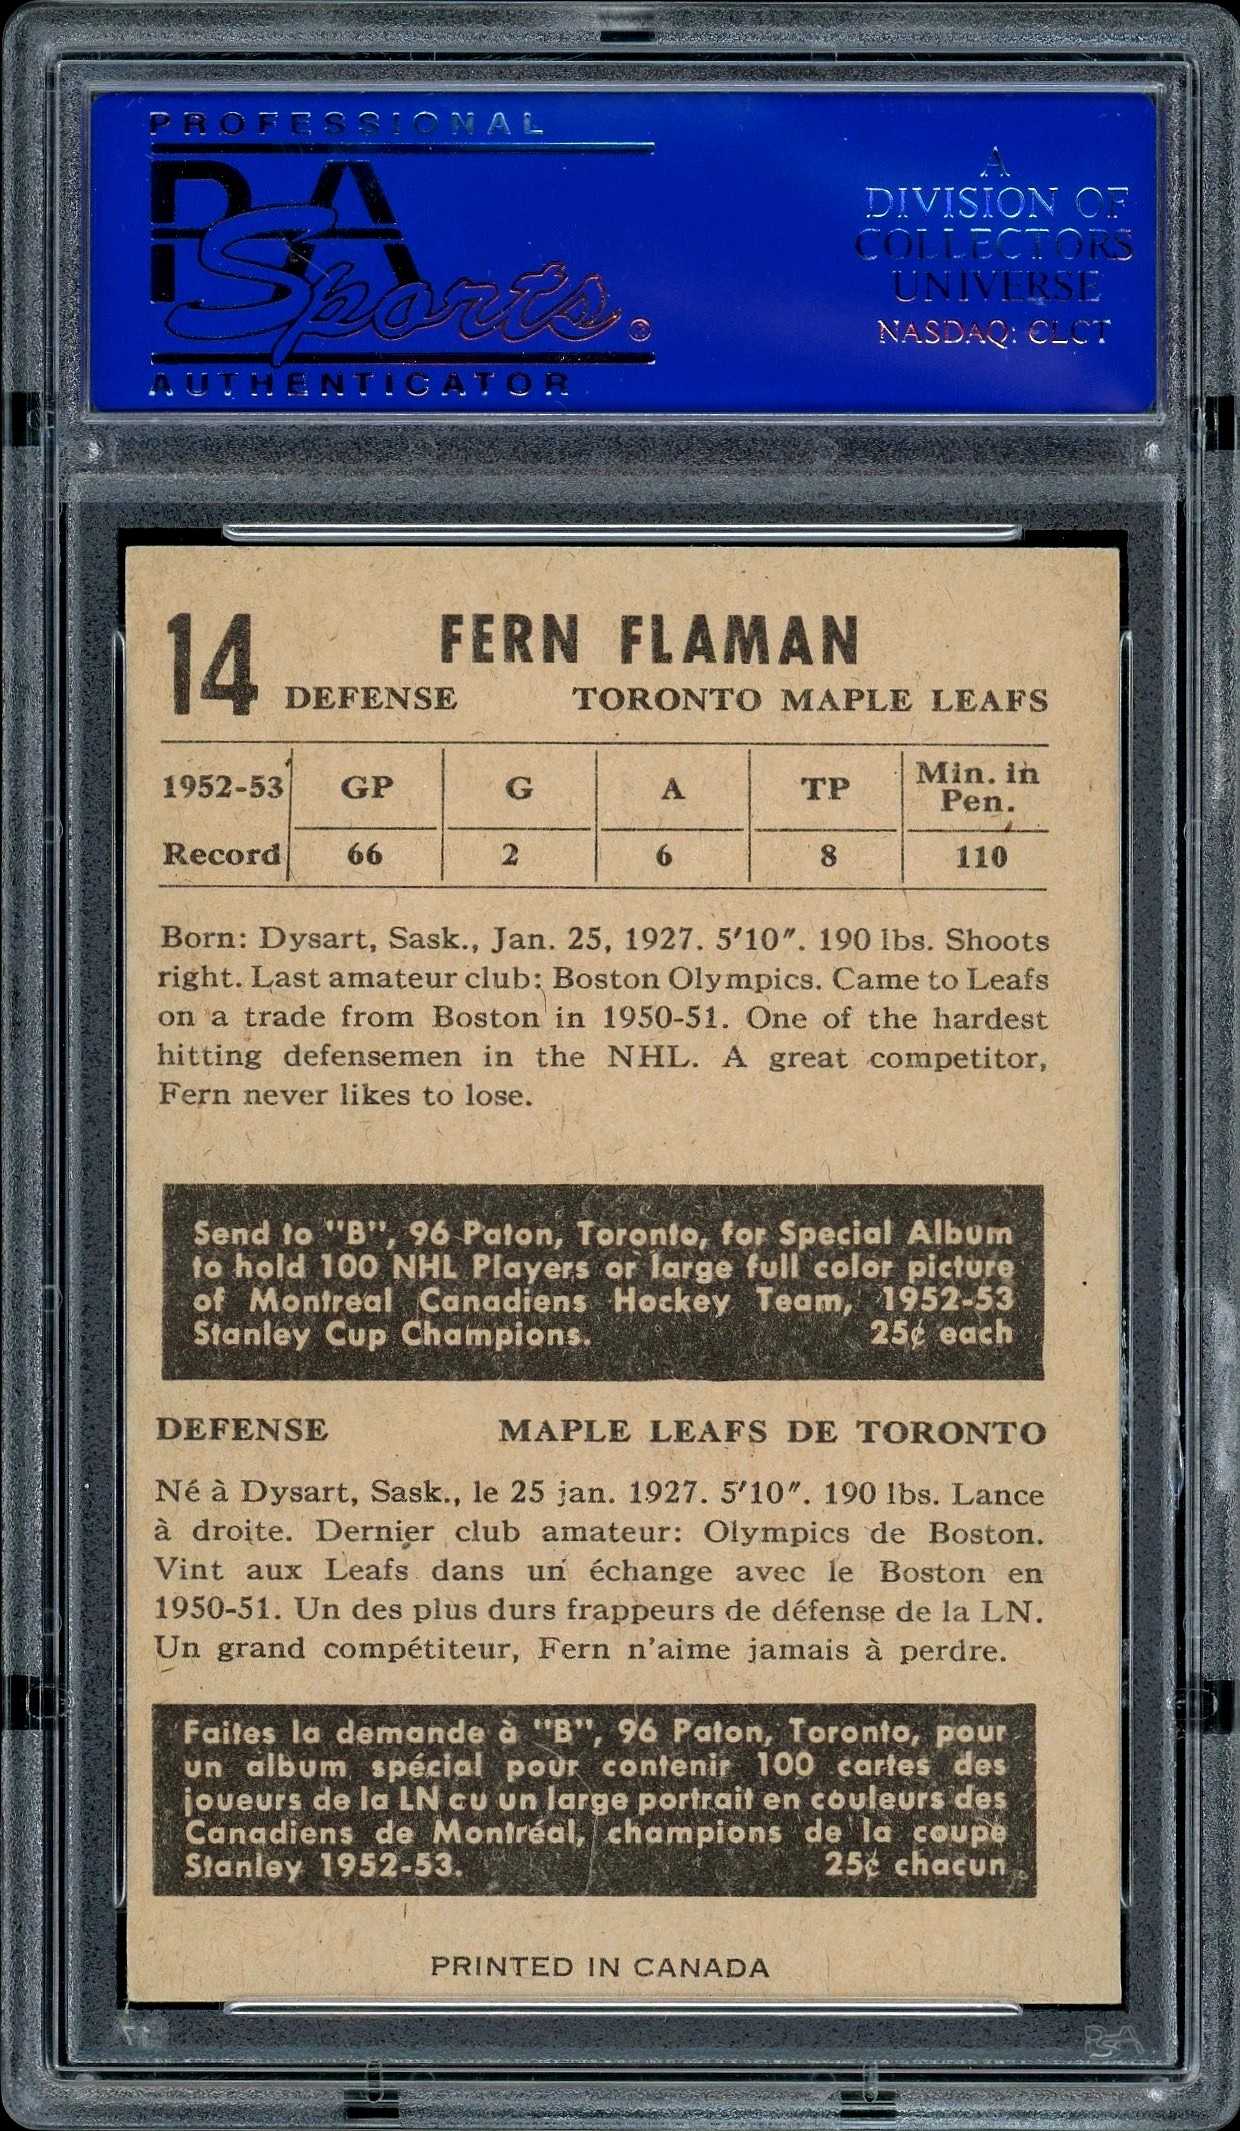 PROFESSIONAL
PSA
Sports®
AUTHENTICATOR
A
DIVISION OF
COLLECTORS
UNIVERSE
NASDAQ: CLCT
14 FERN FLAMAN
DEFENSE TORONTO MAPLE LEAFS
1952-53 GP G A TP Min. in Pen.
Record 66 2 6 8 110
Born: Dysart, Sask., Jan. 25, 1927. 5'10". 190 lbs. Shoots
right. Last amateur club: Boston Olympics. Came to Leafs
on a trade from Boston in 1950-51. One of the hardest
hitting defensemen in the NHL. A great competitor,
Fern never likes to lose.
Send to "B", 96 Paton, Toronto, for Special Album
to hold 100 NHL Players or large full color picture
of Montreal Canadiens Hockey Team, 1952-53
Stanley Cup Champions. 25¢ each
DEFENSE MAPLE LEAFS DE TORONTO
Né à Dysart, Sask., le 25 jan. 1927. 5'10". 190 lbs. Lance
à droite. Dernier club amateur: Olympics de Boston.
Vint aux Leafs dans un échange avec le Boston en
1950-51. Un des plus durs frappeurs de défense de la LN.
Un grand compétiteur, Fern n'aime jamais à perdre.
Faites la demande à "B", 96 Paton, Toronto, pour
un album spécial pour contenir 100 cartes des
joueurs de la LN cu un large portrait en couleurs des
Canadiens de Montréal, champions de la coupe
Stanley 1952-53. 25¢ chacun
PRINTED IN CANADA
PSA